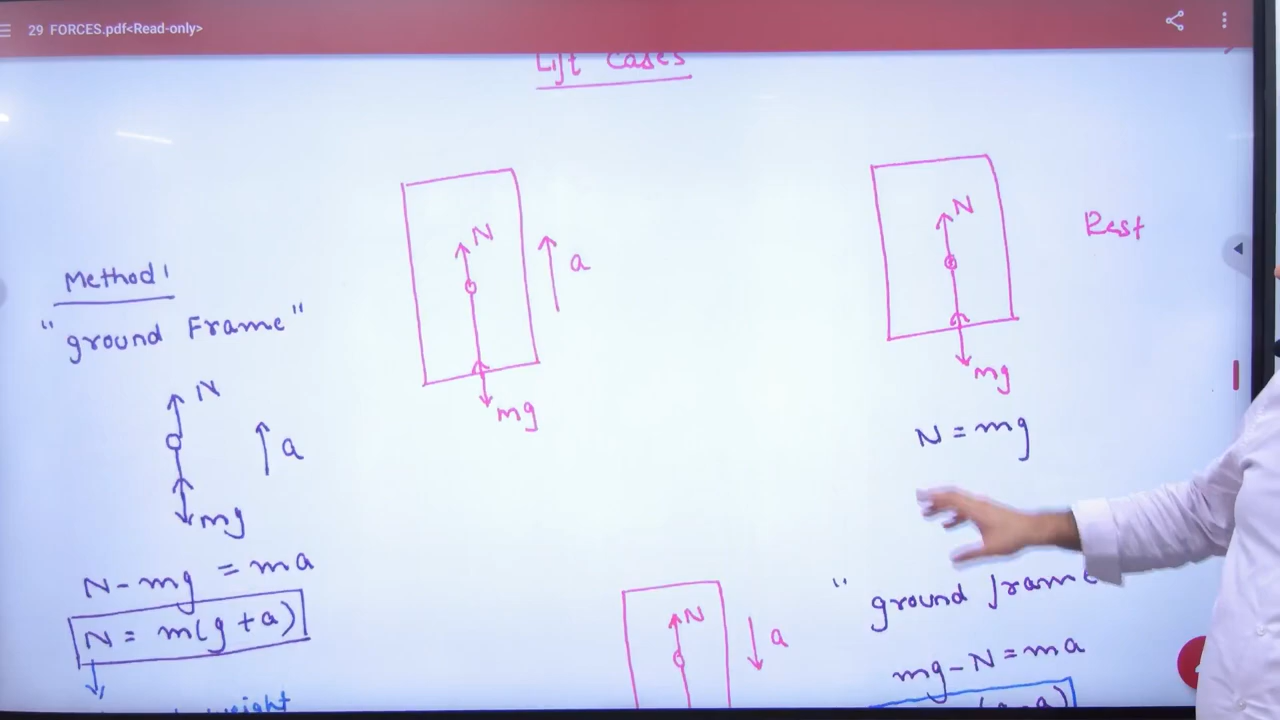 29 FORCES.pdf<Read-only>
Lift Cases
N
a
mg
N
Rest
mg
N = mg
Method 1
"ground Frame"
N
a
mg
N - mg = ma
N = m(g + a)
N
a
"ground frame
mg - N = ma